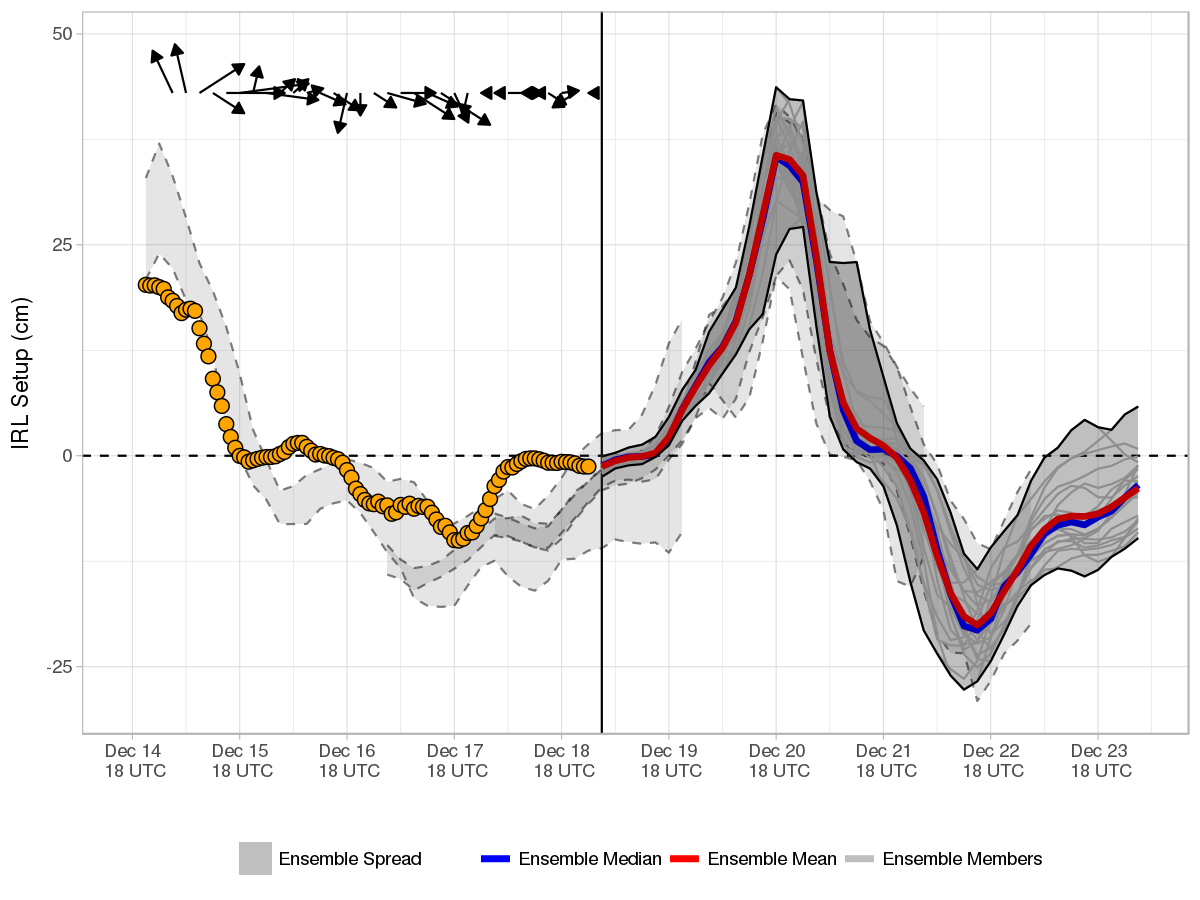 IRL Setup (cm)
50
25
0
-25
Dec 14 Dec 15 Dec 16 Dec 17 Dec 18 Dec 19 Dec 20 Dec 21 Dec 22 Dec 23
18 UTC 18 UTC 18 UTC 18 UTC 18 UTC 18 UTC 18 UTC 18 UTC 18 UTC 18 UTC
Ensemble Spread Ensemble Median Ensemble Mean Ensemble Members